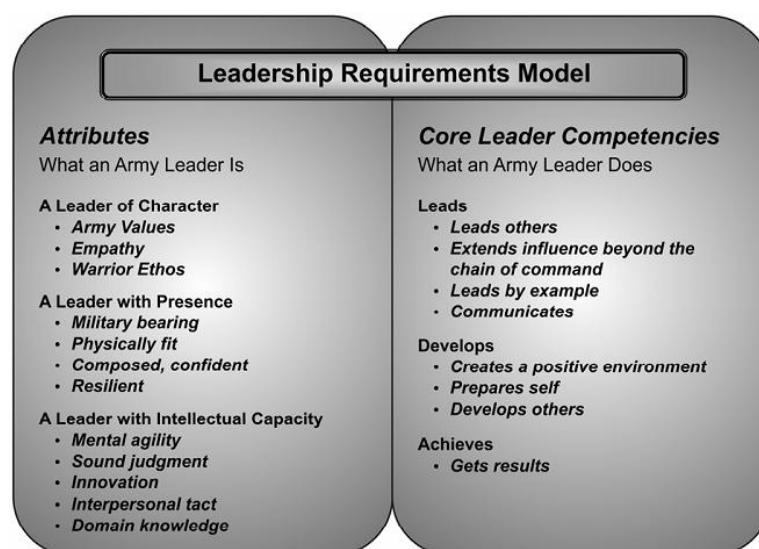 Leadership Requirements Model
Attributes
What an Army Leader Is
A Leader of Character
• Army Values
• Empathy
• Warrior Ethos
A Leader with Presence
• Military bearing
• Physically fit
• Composed, confident
• Resilient
A Leader with Intellectual Capacity
• Mental agility
• Sound judgment
• Innovation
• Interpersonal tact
• Domain knowledge
Core Leader Competencies
What an Army Leader Does
Leads
• Leads others
• Extends influence beyond the
chain of command
• Leads by example
• Communicates
Develops
• Creates a positive environment
• Prepares self
• Develops others
Achieves
• Gets results